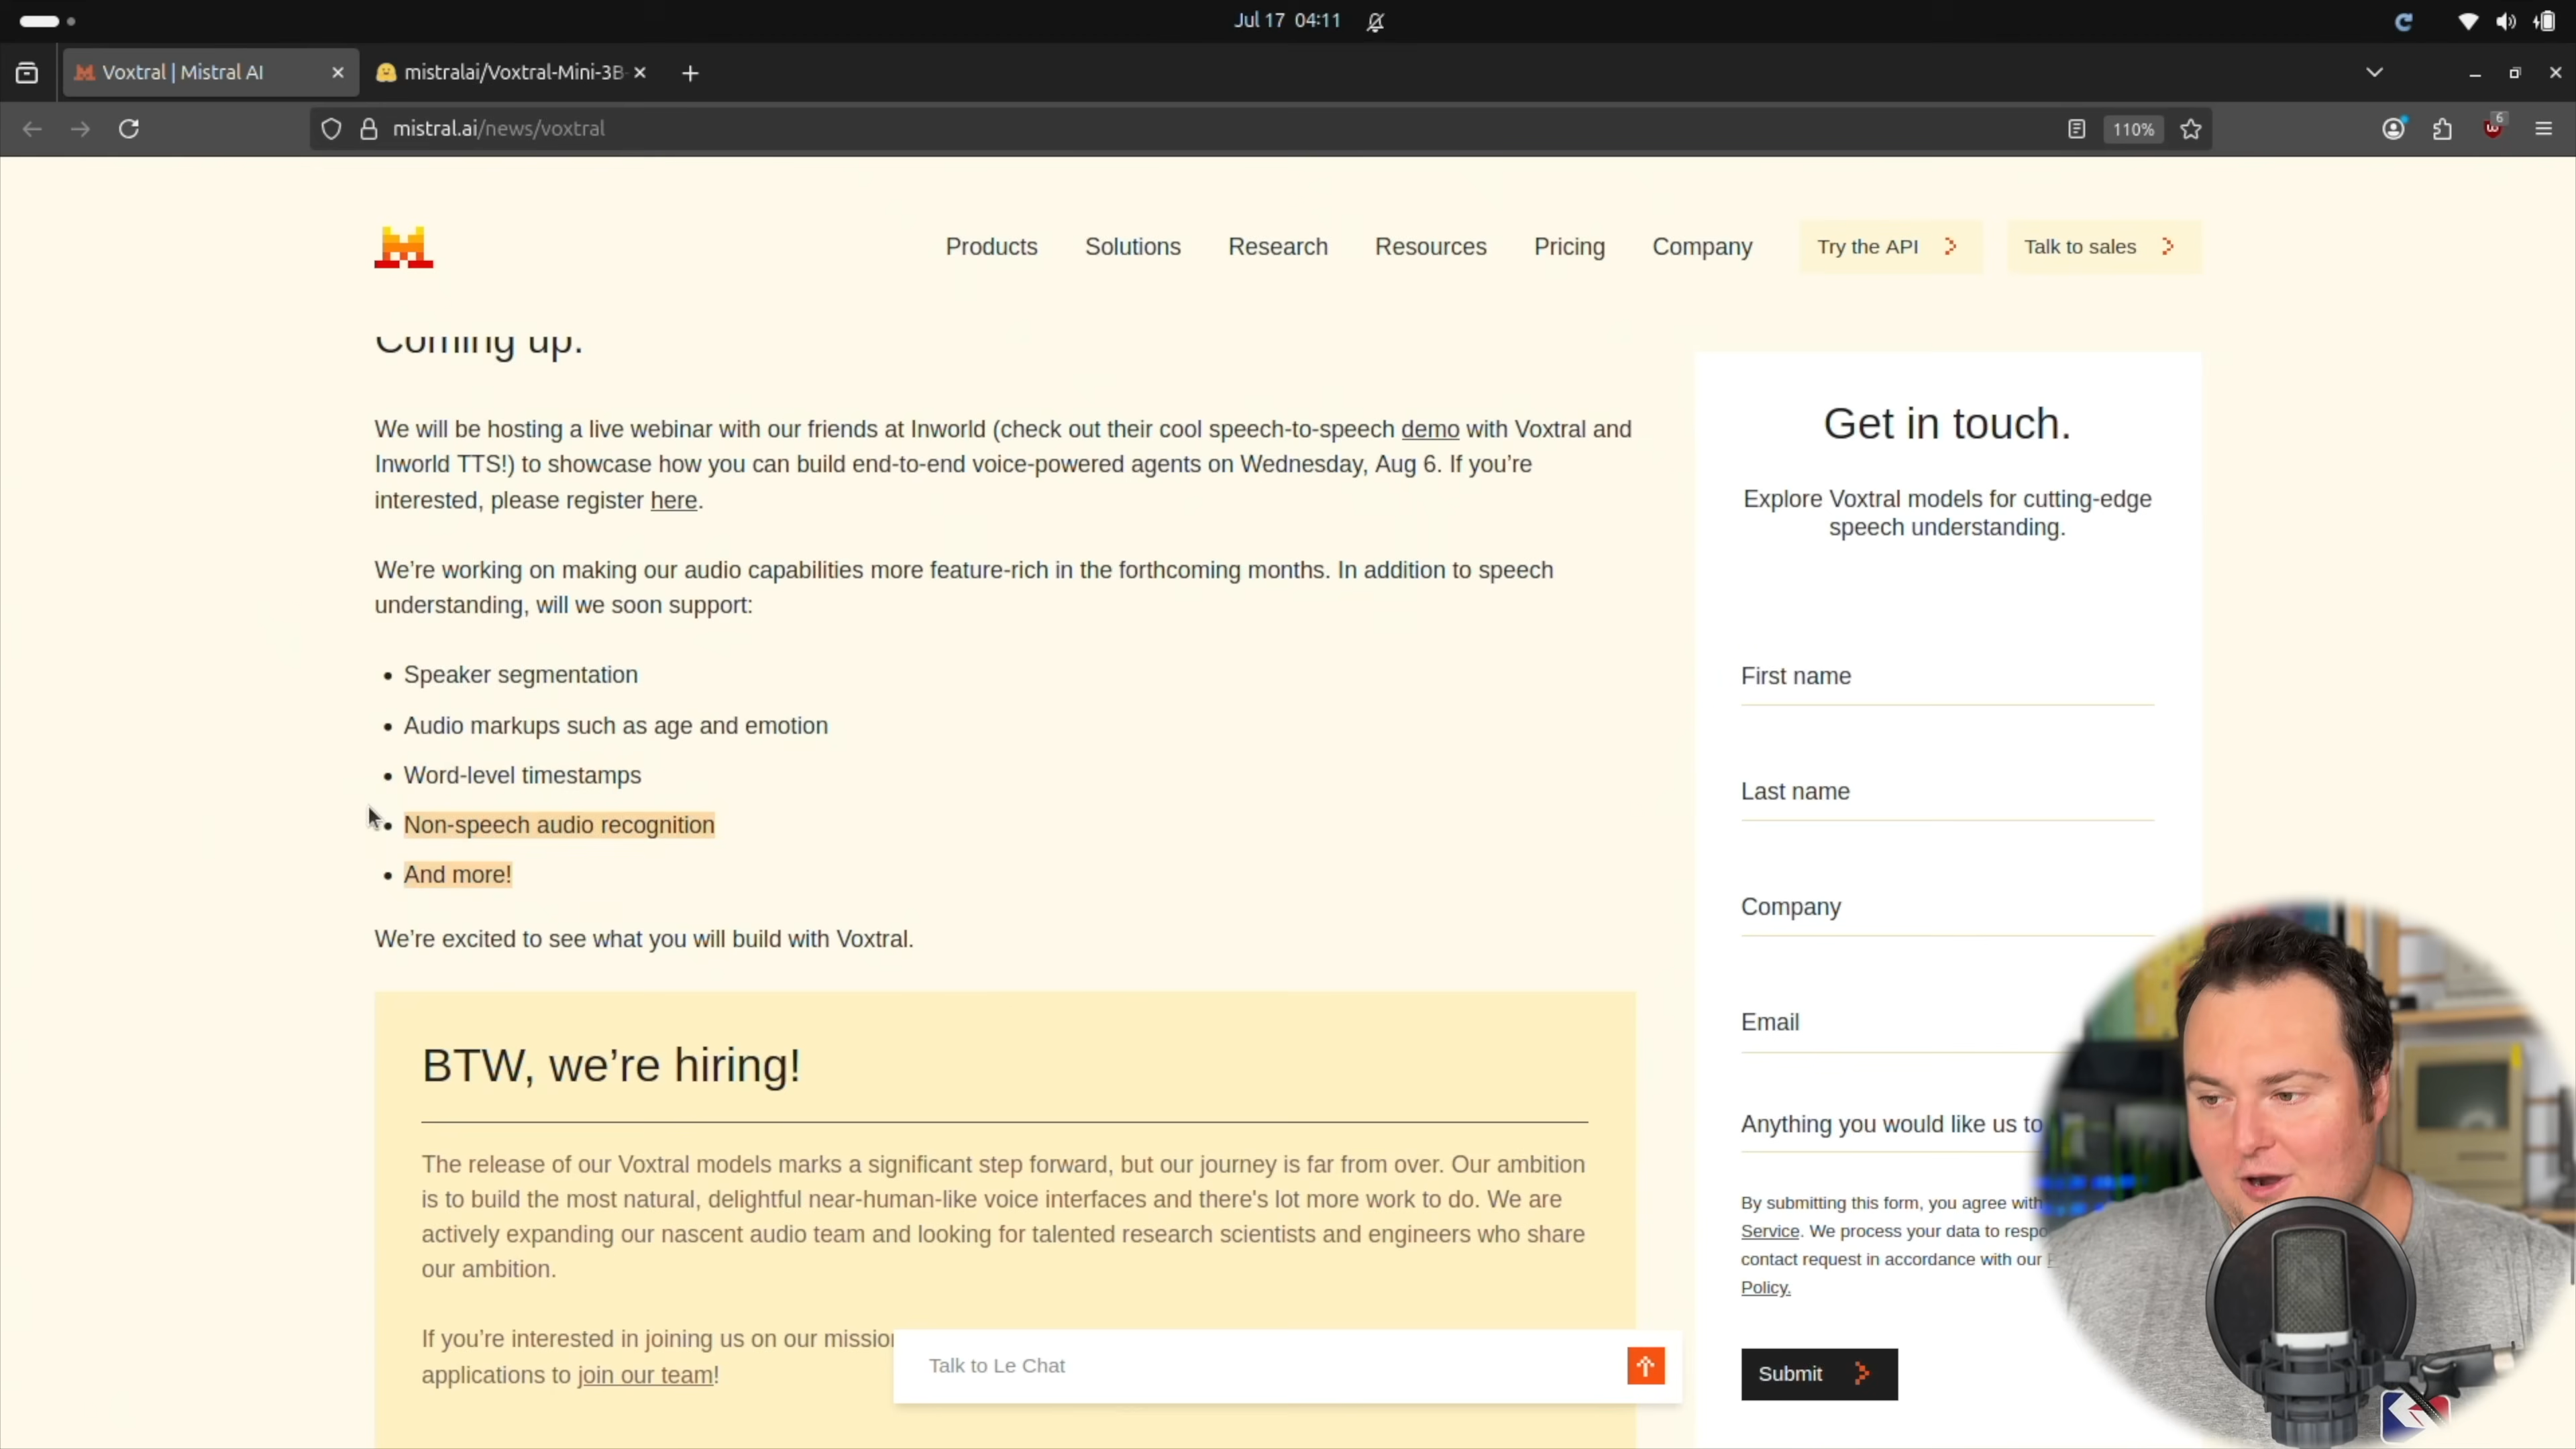 Jul 17 04:11
Voxtral | Mistral AI
mistralai/Voxtral-Mini-3B-
mistral.ai/news/voxtral
110%
6
Products
Solutions
Research
Resources
Pricing
Company
Try the API
Talk to sales
Coming up.
We will be hosting a live webinar with our friends at Inworld (check out their cool speech-to-speech demo with Voxtral and
Inworld TTS!) to showcase how you can build end-to-end voice-powered agents on Wednesday, Aug 6. If you’re
interested, please register here.
We’re working on making our audio capabilities more feature-rich in the forthcoming months. In addition to speech
understanding, will we soon support:
• Speaker segmentation
• Audio markups such as age and emotion
• Word-level timestamps
• Non-speech audio recognition
• And more!
We’re excited to see what you will build with Voxtral.
BTW, we’re hiring!
The release of our Voxtral models marks a significant step forward, but our journey is far from over. Our ambition
is to build the most natural, delightful near-human-like voice interfaces and there's lot more work to do. We are
actively expanding our nascent audio team and looking for talented research scientists and engineers who share
our ambition.
If you’re interested in joining us on our mission
applications to join our team!
Talk to Le Chat
Get in touch.
Explore Voxtral models for cutting-edge
speech understanding.
First name
Last name
Company
Email
Anything you would like us to
By submitting this form, you agree with
Service. We process your data to respo
contact request in accordance with our
Policy.
Submit